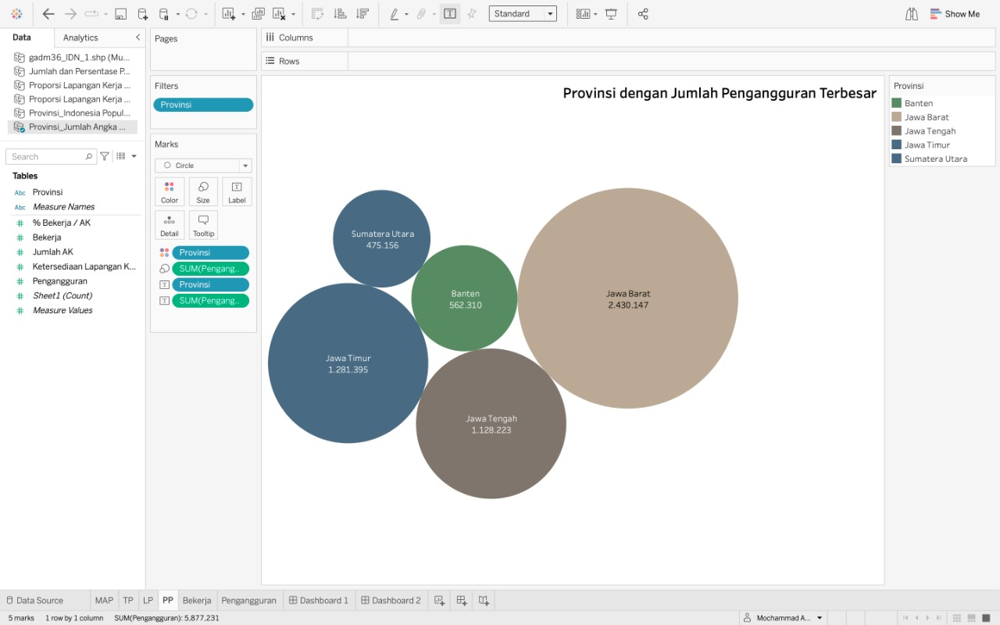 Standard
Show Me
Data
Analytics
gadm36_IDN_1.shp (Mu...
Jumlah dan Persentase P...
Proporsi Lapangan Kerja ...
Proporsi Lapangan Kerja ...
Provinsi_Indonesia Popul...
Provinsi_Jumlah Angka ...
Search
Tables
Abc Provinsi
Abc Measure Names
# % Bekerja / AK
# Bekerja
# Jumlah AK
# Ketersediaan Lapangan K...
# Pengangguran
# Sheet1 (Count)
# Measure Values
Pages
Filters
Provinsi
Marks
Circle
Color
Size
Label
Detail
Tooltip
Provinsi
SUM(Pengang..
Provinsi
SUM(Pengang..
Columns
Rows
Provinsi dengan Jumlah Pengangguran Terbesar
Sumatera Utara
475.156
Banten
562.310
Jawa Barat
2.430.147
Jawa Timur
1.281.395
Jawa Tengah
1.128.223
Provinsi
Banten
Jawa Barat
Jawa Tengah
Jawa Timur
Sumatera Utara
Data Source
MAP
TP
LP
PP
Bekerja
Pengangguran
Dashboard 1
Dashboard 2
5 marks
1 row by 1 column
SUM(Pengangguran): 5,877,231
Mochammad A...